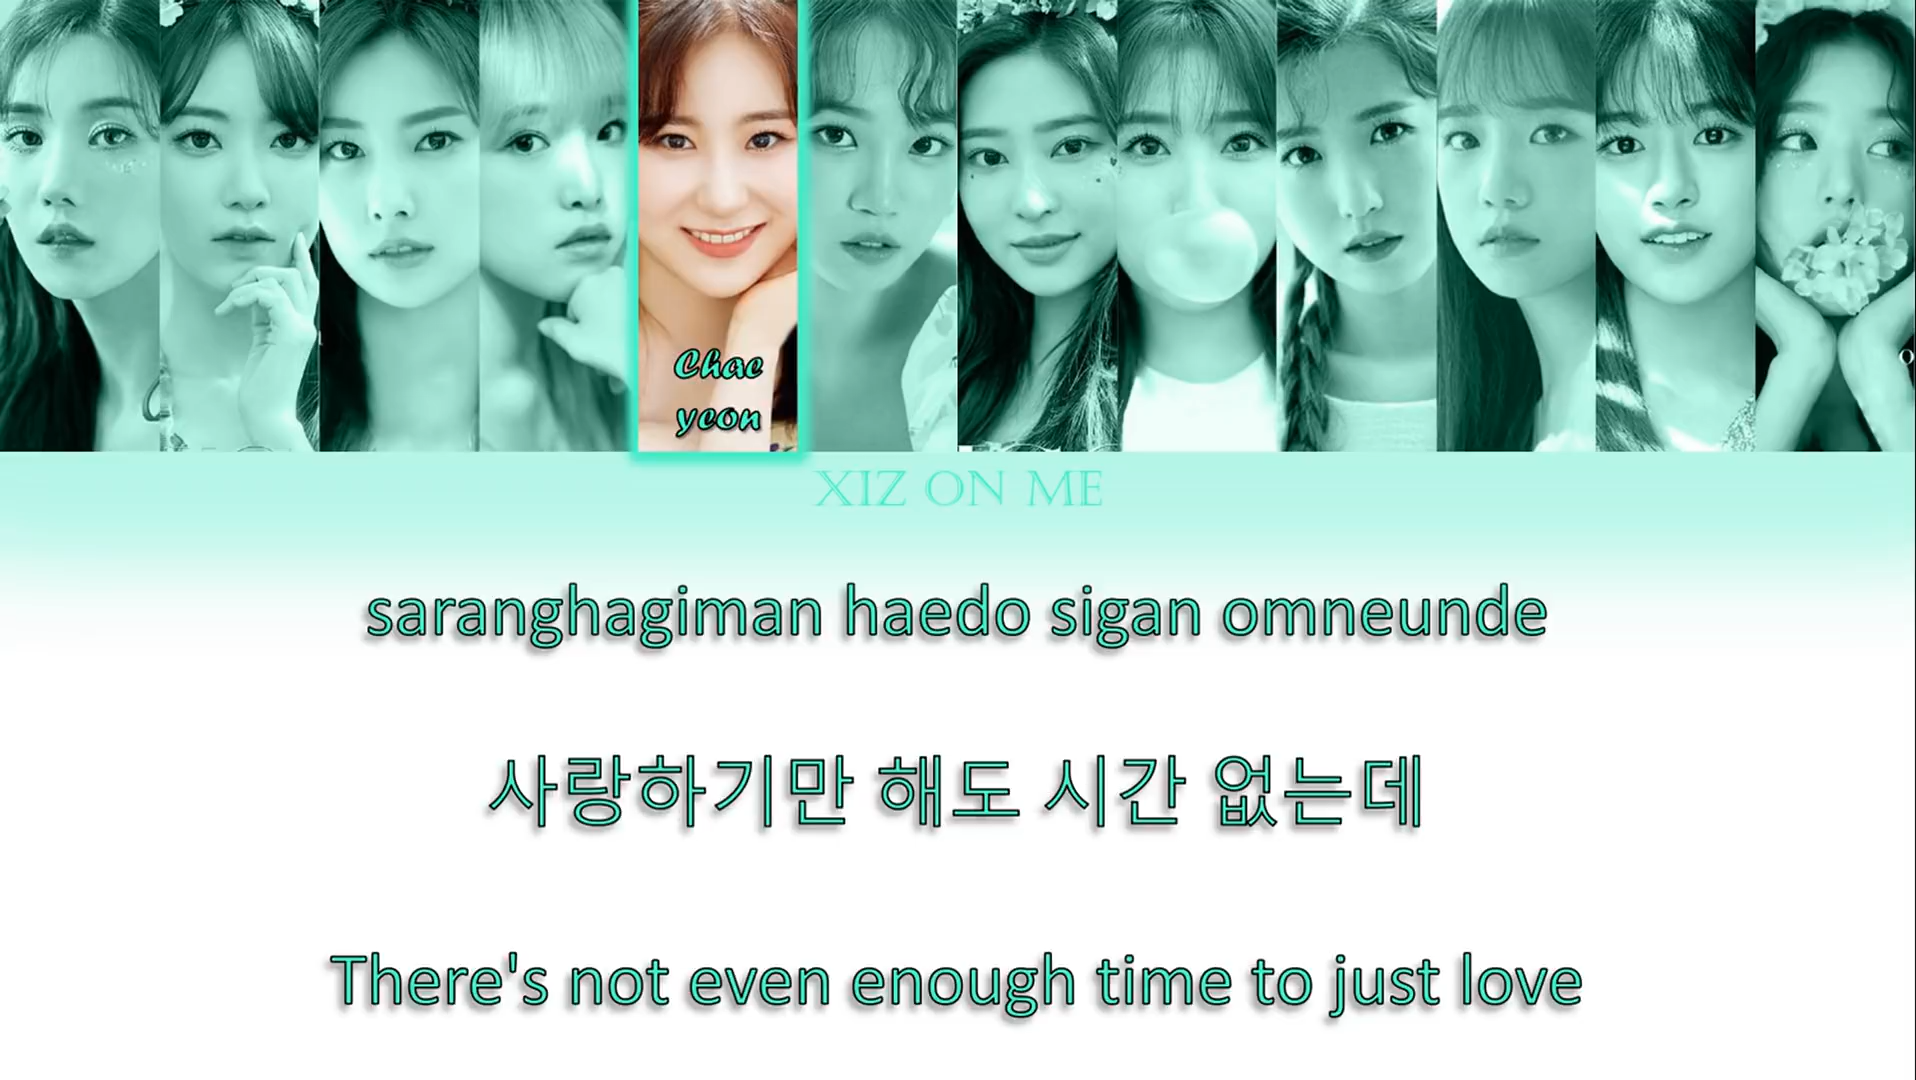 Chae
yeon
XIZ ON ME
saranghagiman haedo sigan omneunde
사랑하기만 해도 시간 없는데
There's not even enough time to just love